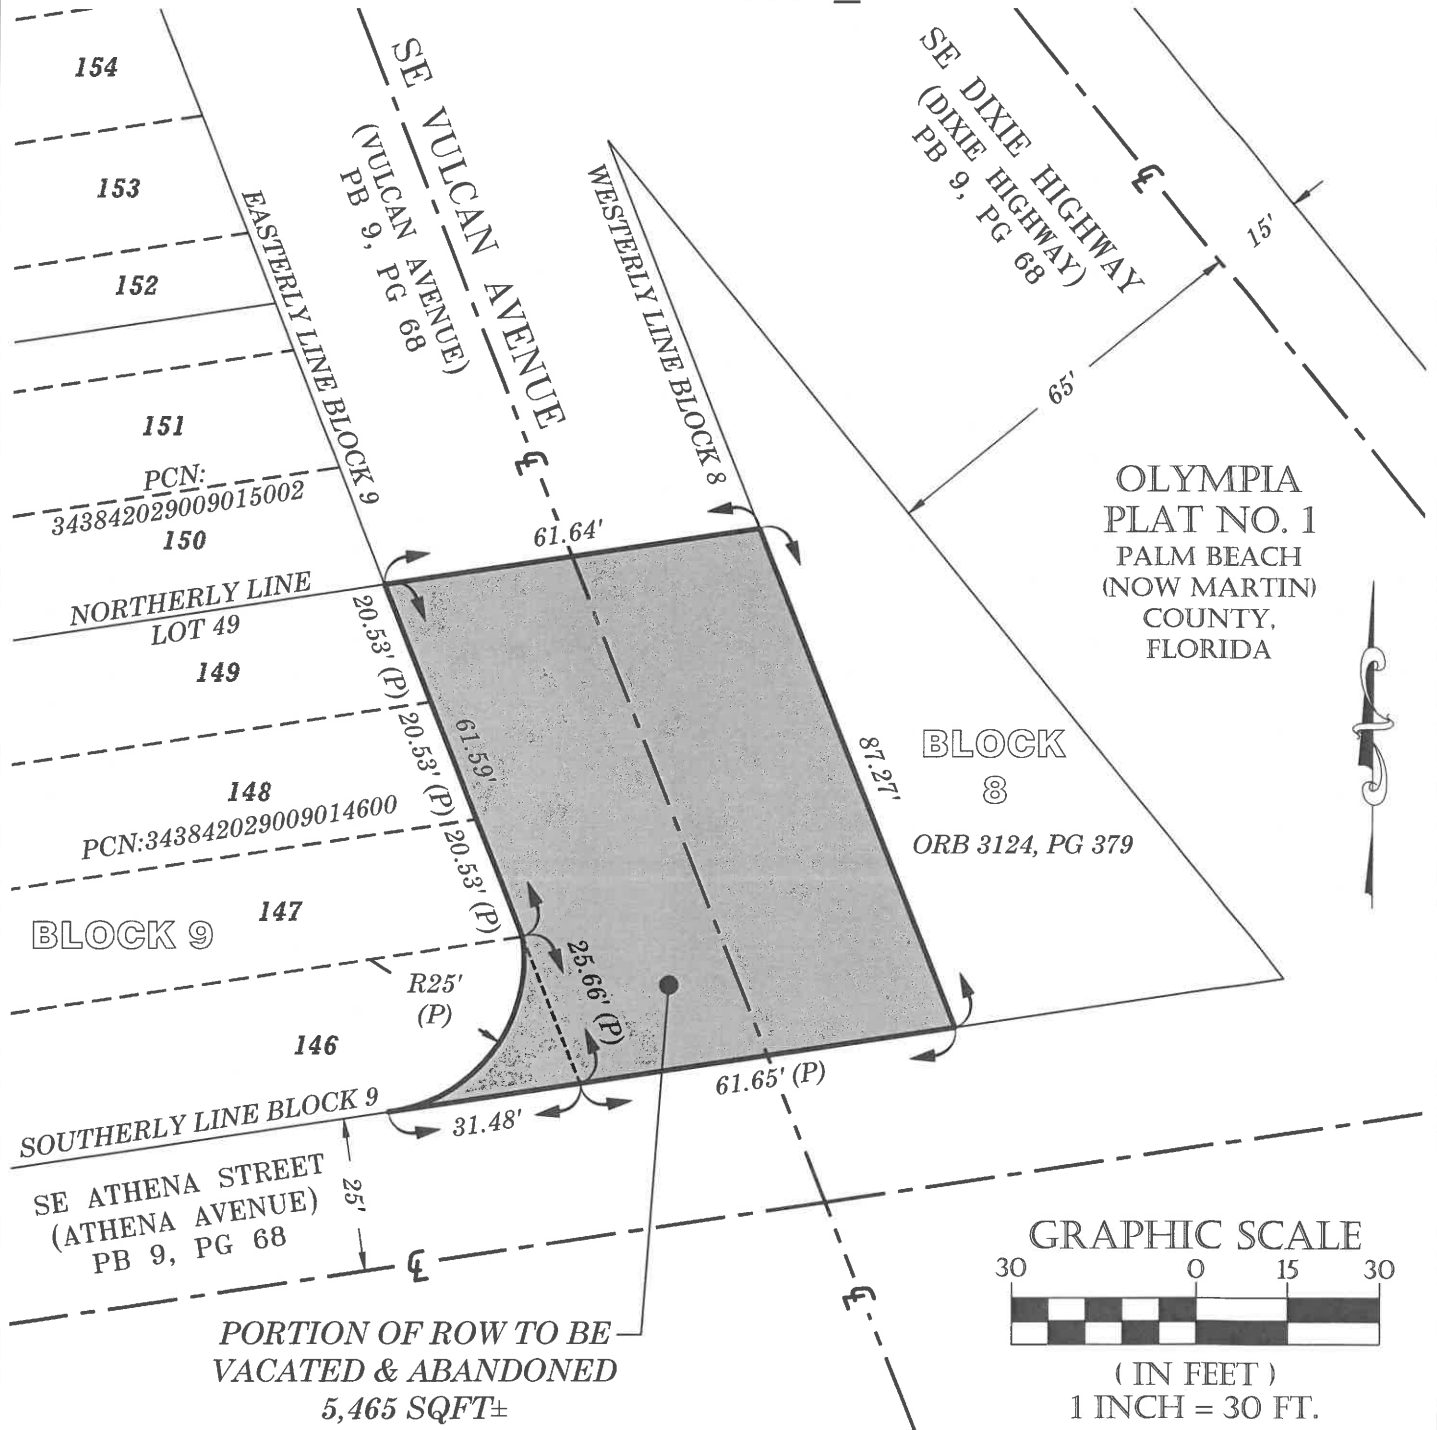 154
153
152
151
PCN:
343842029009015002
150
NORTHERLY LINE
LOT 49
149
148
PCN:343842029009014600
147
BLOCK 9
146
SOUTHERLY LINE BLOCK 9
SE ATHENA STREET
(ATHENA AVENUE)
PB 9, PG 68
25'
EASTERLY LINE BLOCK 9
SE VULCAN AVENUE
(VULCAN AVENUE)
PB 9, PG 68
WESTERLY LINE BLOCK 8
SE DIXIE HIGHWAY
(DIXIE HIGHWAY)
PB 9, PG 68
15'
65'
61.64'
20.53' (P)
20.53' (P)
20.53' (P)
61.59'
87.27'
25.66' (P)
R25'
(P)
31.48'
61.65' (P)
OLYMPIA
PLAT NO. 1
PALM BEACH
(NOW MARTIN)
COUNTY,
FLORIDA
BLOCK
8
ORB 3124, PG 379
PORTION OF ROW TO BE
VACATED & ABANDONED
5,465 SQFT±
GRAPHIC SCALE
30 0 15 30
( IN FEET )
1 INCH = 30 FT.